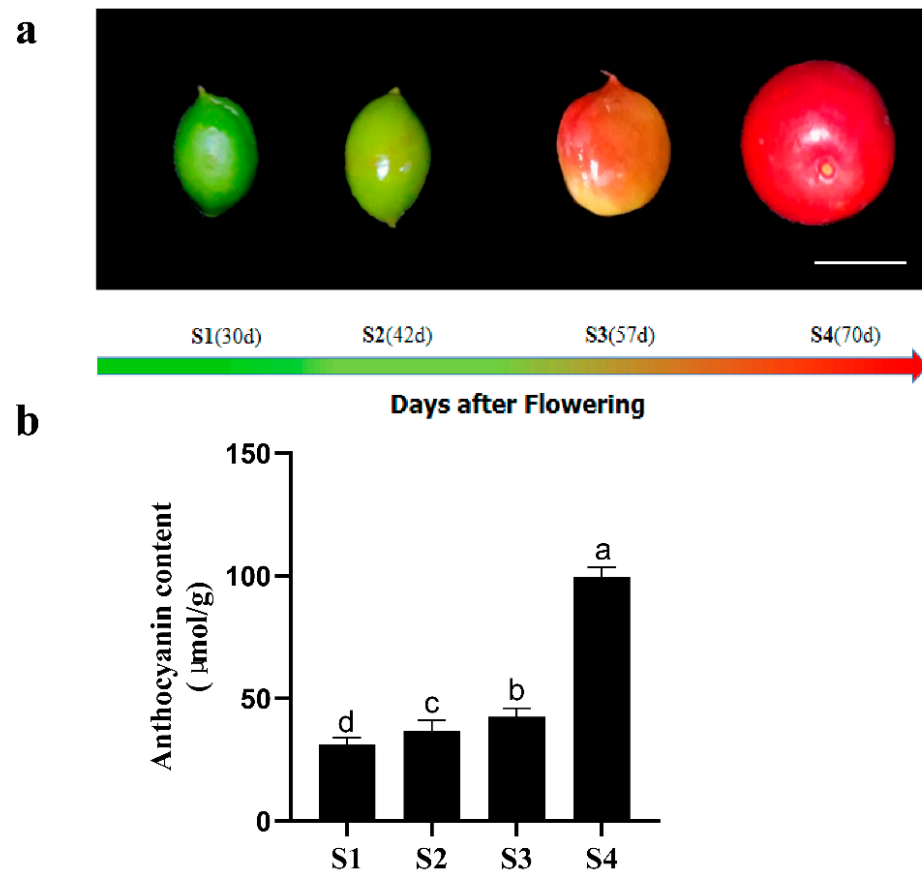 a
S1(30d) S2(42d) S3(57d) S4(70d)
Days after Flowering
b
Anthocyanin content
( μmol/g)
150
100
50
0
d
c
b
a
S1 S2 S3 S4